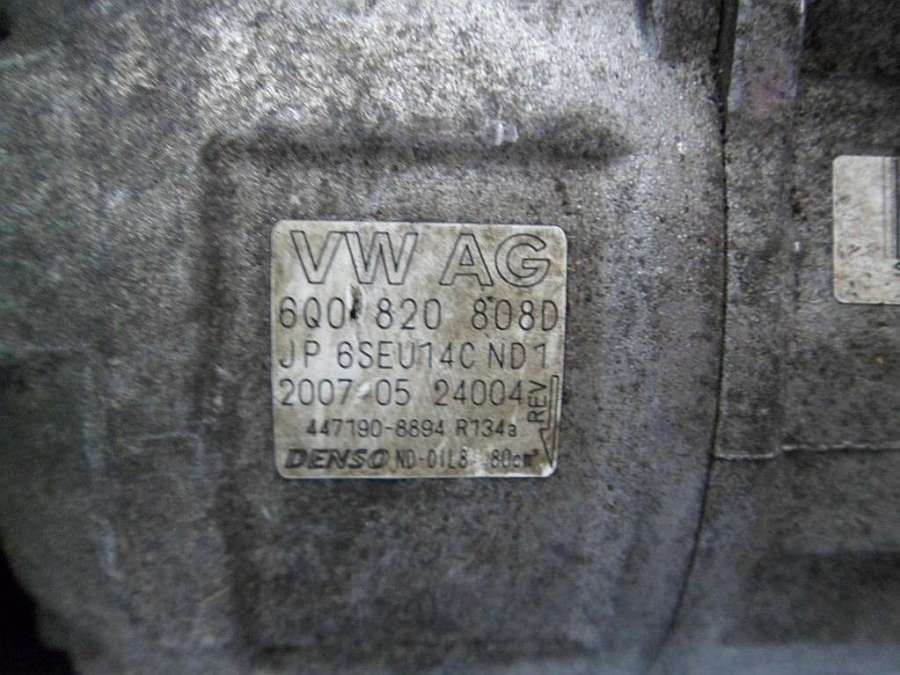 VW AG
6Q0 820 808D
JP 6SEU14C ND1
2007-05 24004
REV
447190-8894 R134a
DENSO ND-OIL8 80cm³